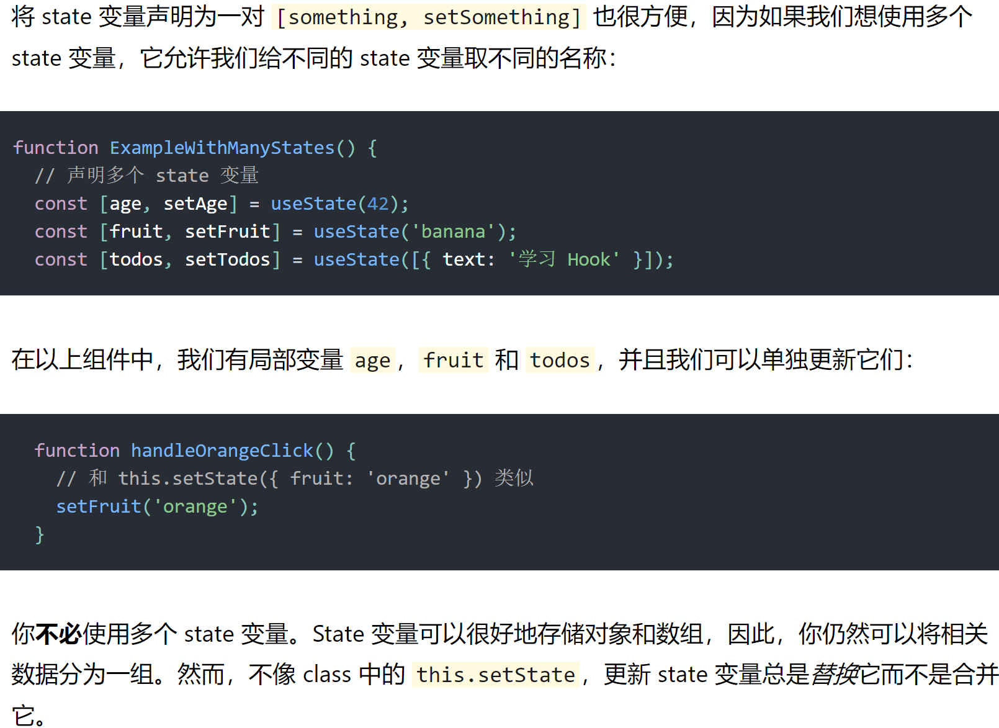 将 state 变量声明为一对 [something, setSomething] 也很方便，因为如果我们想使用多个
state 变量，它允许我们给不同的 state 变量取不同的名称：
function ExampleWithManyStates() {
  // 声明多个 state 变量
  const [age, setAge] = useState(42);
  const [fruit, setFruit] = useState('banana');
  const [todos, setTodos] = useState([{ text: '学习 Hook' }]);
在以上组件中，我们有局部变量 age，fruit 和 todos，并且我们可以单独更新它们：
  function handleOrangeClick() {
    // 和 this.setState({ fruit: 'orange' }) 类似
    setFruit('orange');
  }
你不必使用多个 state 变量。State 变量可以很好地存储对象和数组，因此，你仍然可以将相关
数据分为一组。然而，不像 class 中的 this.setState，更新 state 变量总是替换它而不是合并
它。